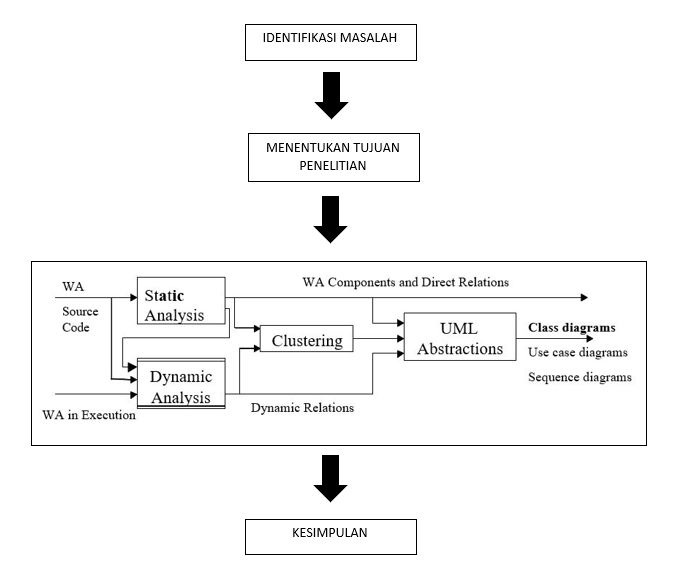 IDENTIFIKASI MASALAH
MENENTUKAN TUJUAN
PENELITIAN
WA
Source
Code
Static
Analysis
WA Components and Direct Relations
Clustering
UML
Abstractions
Class diagrams
Use case diagrams
Sequence diagrams
Dynamic
Analysis
WA in Execution
Dynamic Relations
KESIMPULAN